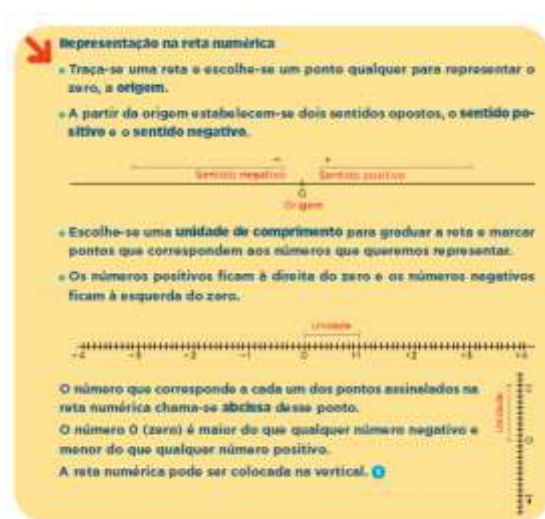 Representação na reta numérica
• Traça-se uma reta e escolhe-se um ponto qualquer para representar o
zero, a origem.
• A partir da origem estabelecem-se dois sentidos opostos, o sentido po-
sitivo e o sentido negativo.
− +
Sentido negativo Sentido positivo
0
Origem
• Escolhe-se uma unidade de comprimento para graduar a reta e marcar
pontos que correspondem aos números que queremos representar.
• Os números positivos ficam à direita do zero e os números negativos
ficam à esquerda do zero.
Unidade
-4 -3 -2 -1 0 +1 +2 +3 +4
O número que corresponde a cada um dos pontos assinalados na
reta numérica chama-se abcissa desse ponto.
O número 0 (zero) é maior do que qualquer número negativo e
menor do que qualquer número positivo.
A reta numérica pode ser colocada na vertical.
Unidade
0